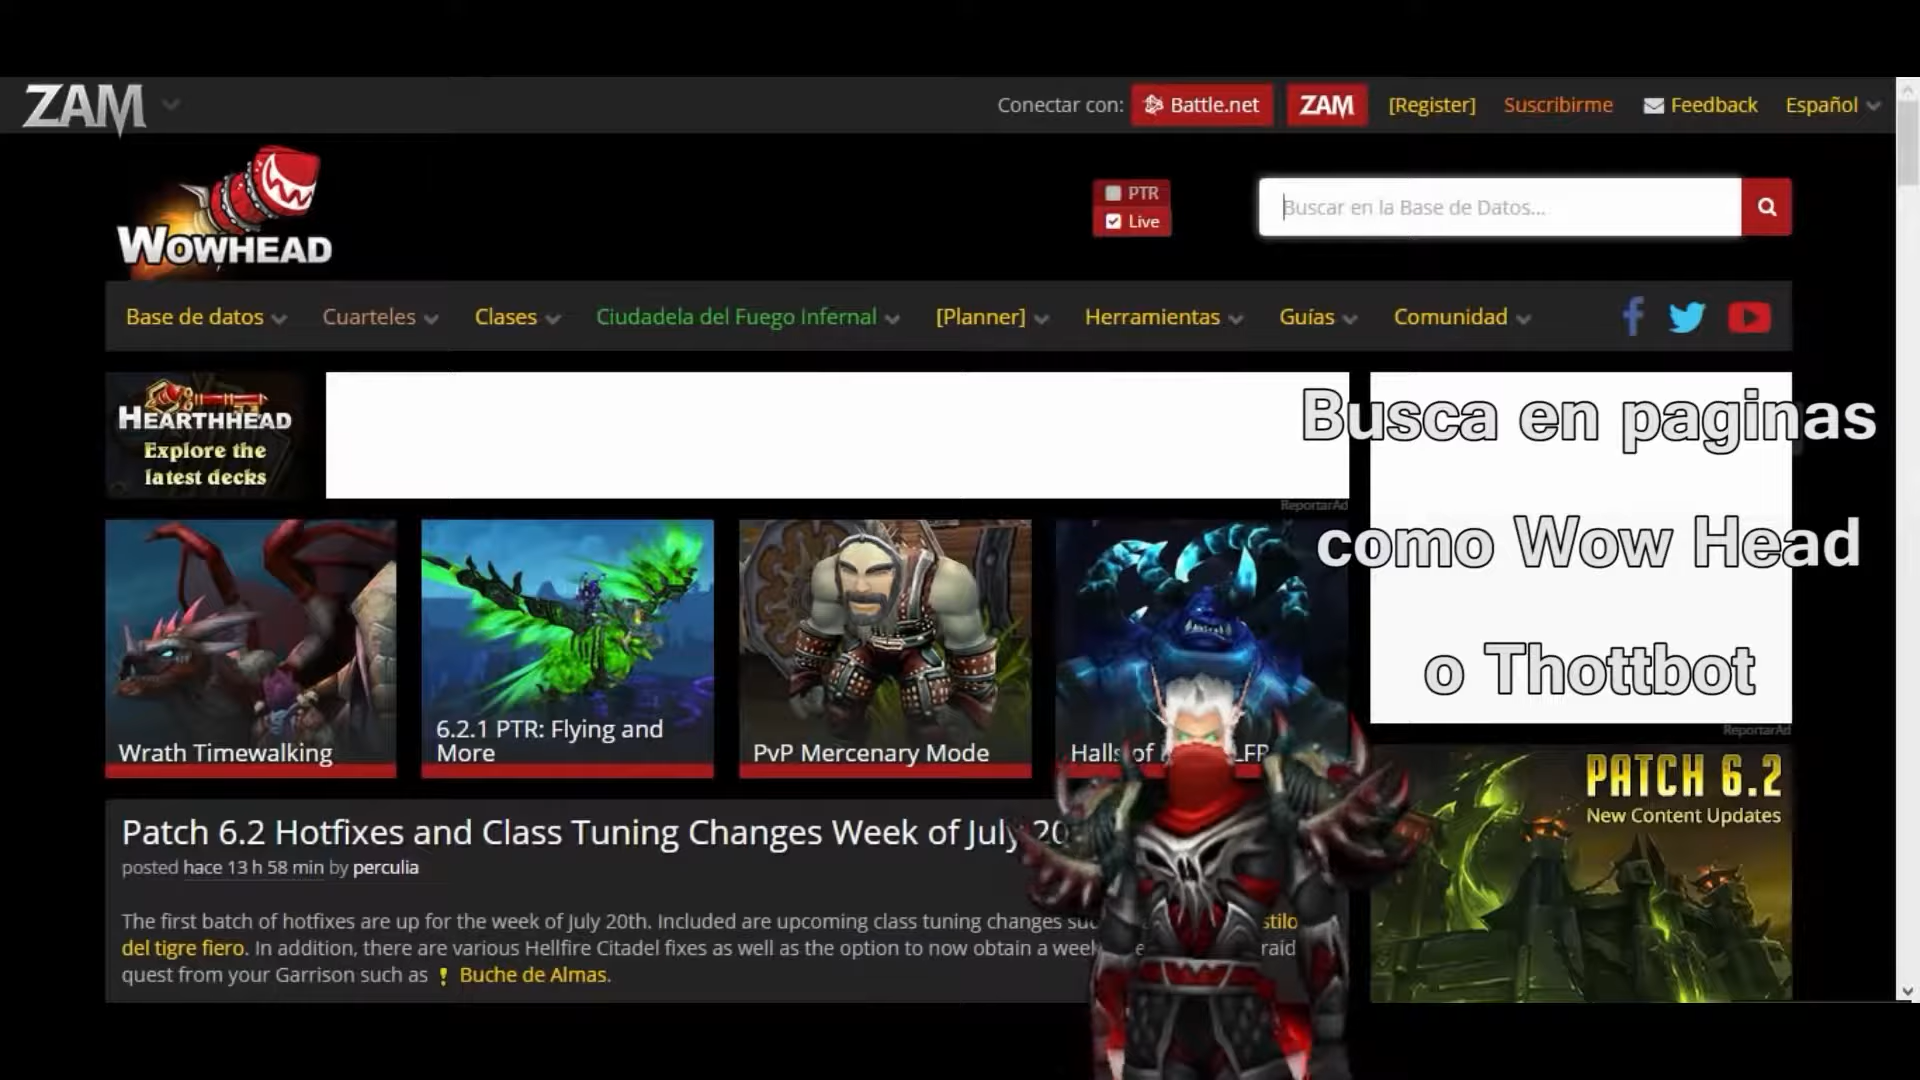 ZAM
Conectar con: Battle.net ZAM [Register] Suscribirme Feedback Español
WOWHEAD
PTR
Live
Buscar en la Base de Datos...
Base de datos Cuarteles Clases Ciudadela del Fuego Infernal [Planner] Herramientas Guías Comunidad
HEARTHHEAD
Explore the
latest decks
Busca en paginas
como Wow Head
o Thottbot
ReportarAd
Wrath Timewalking
6.2.1 PTR: Flying and
More
PvP Mercenary Mode
Halls of
ReportarAd
PATCH 6.2
New Content Updates
Patch 6.2 Hotfixes and Class Tuning Changes Week of July 20
posted hace 13 h 58 min by perculia
The first batch of hotfixes are up for the week of July 20th. Included are upcoming class tuning changes
del tigre fiero. In addition, there are various Hellfire Citadel fixes as well as the option to now obtain a raid
quest from your Garrison such as ! Buche de Almas.